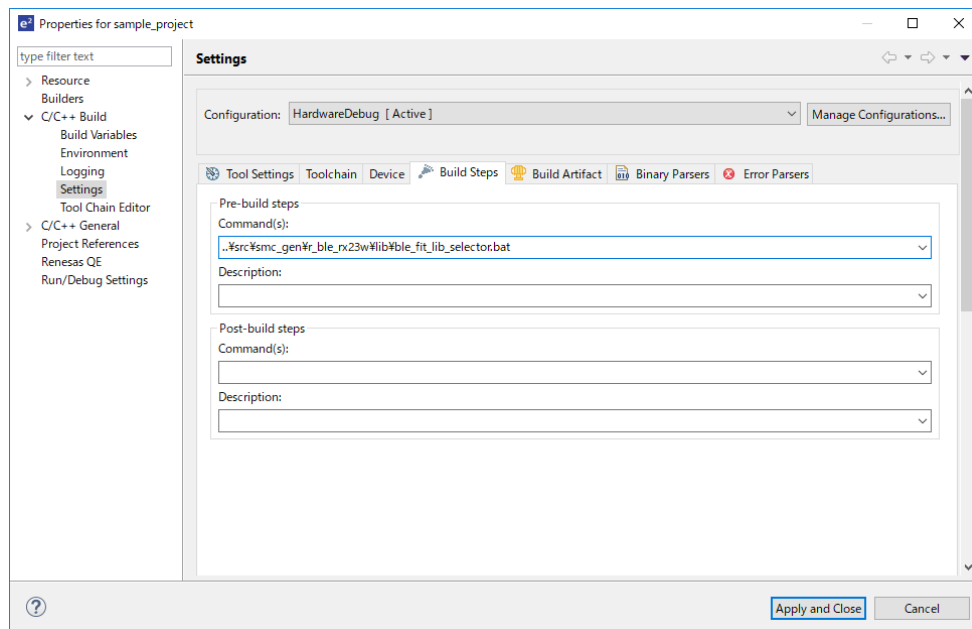 e² Properties for sample_project
type filter text
Settings
Resource
Builders
C/C++ Build
Build Variables
Environment
Logging
Settings
Tool Chain Editor
C/C++ General
Project References
Renesas QE
Run/Debug Settings
Configuration: HardwareDebug [ Active ] Manage Configurations...
Tool Settings Toolchain Device Build Steps Build Artifact 010 Binary Parsers Error Parsers
Pre-build steps
Command(s):
..¥src¥smc_gen¥r_ble_rx23w¥lib¥ble_fit_lib_selector.bat
Description:
Post-build steps
Command(s):
Description:
? Apply and Close Cancel